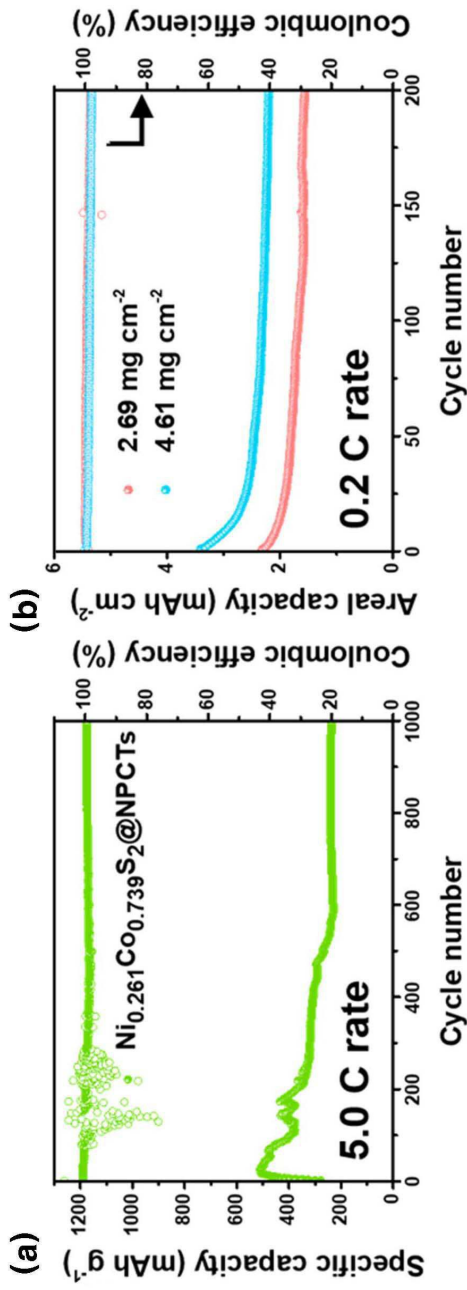 (a)
Specific capacity (mAh g⁻¹)
1200
1000
800
600
400
200
0
Ni0.261Co0.739S2@NPCTs
5.0 C rate
0
200
400
600
800
1000
Cycle number
100
80
60
40
20
Coulombic efficiency
(%)
(b)
Areal capacity (mAh cm⁻²)
6
4
2
0
2.69 mg cm⁻²
4.61 mg cm⁻²
0.2 C rate
0
50
100
150
200
Cycle number
100
80
60
40
20
0
Coulombic efficiency
(%)